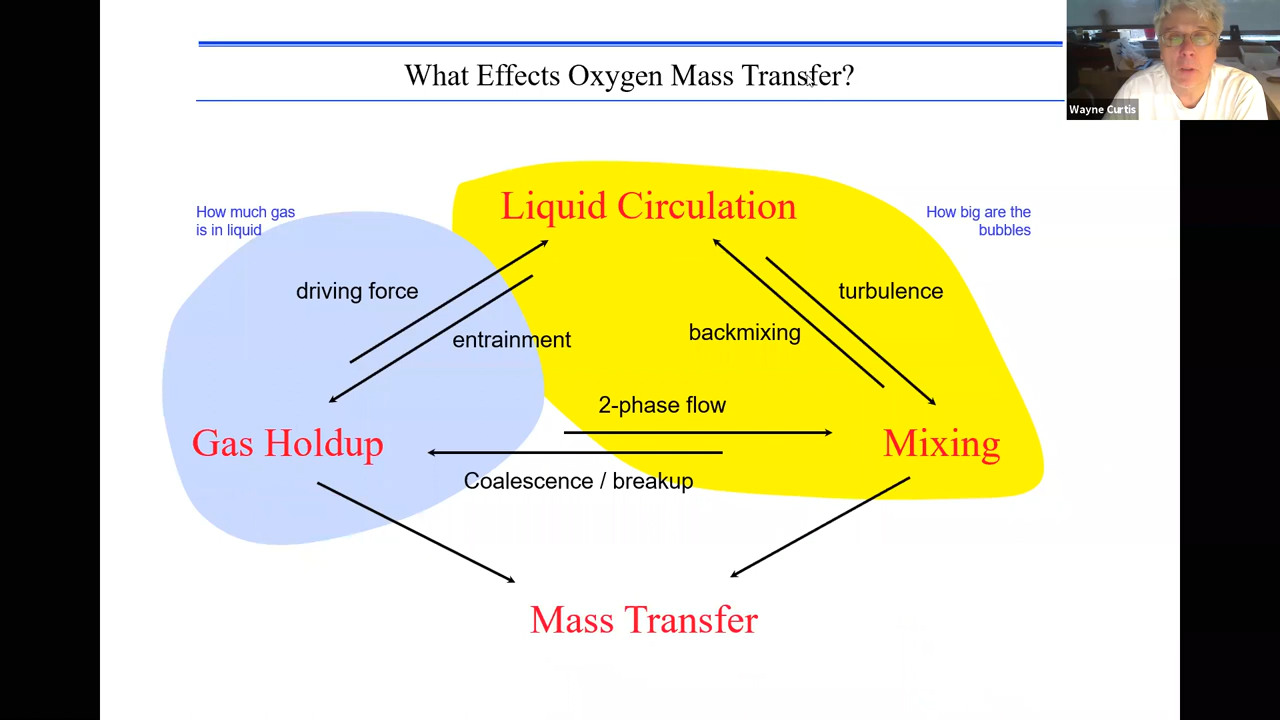 What Effects Oxygen Mass Transfer?
Wayne Curtis
How much gas
is in liquid
Liquid Circulation
How big are the
bubbles
driving force
turbulence
entrainment
backmixing
2-phase flow
Gas Holdup
Mixing
Coalescence / breakup
Mass Transfer